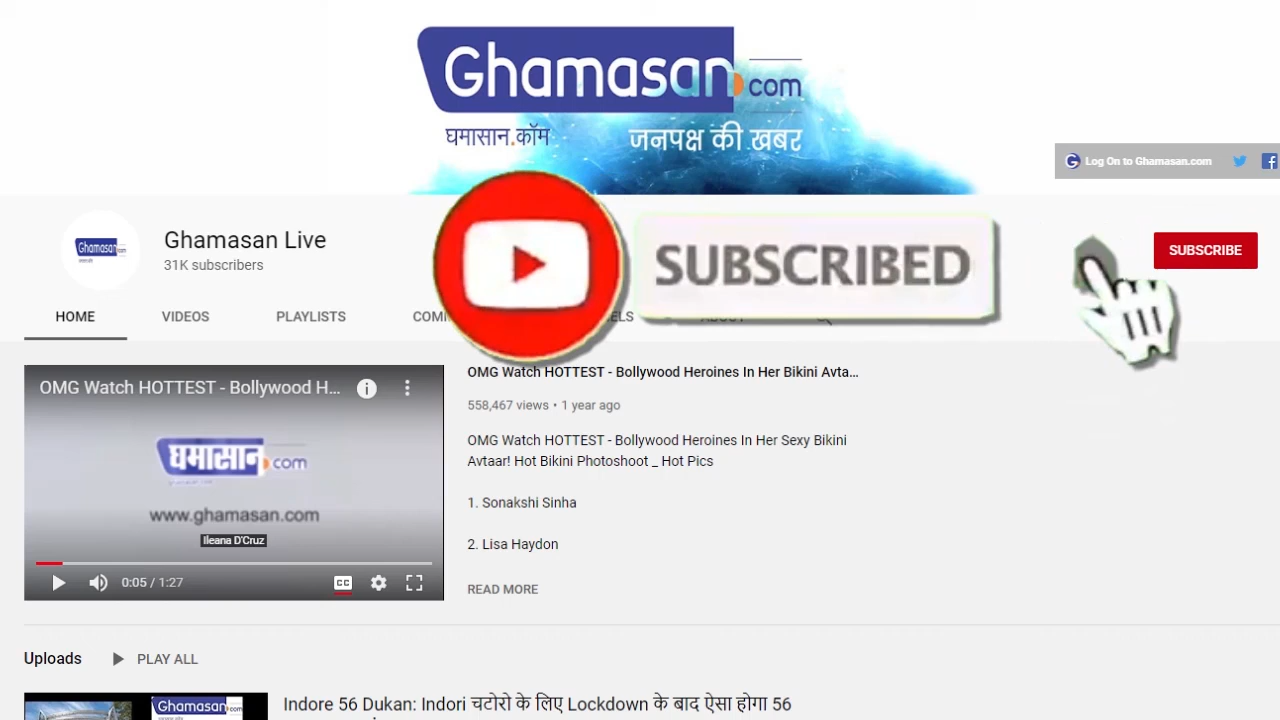 Ghamasan.com
घमासान.कॉम
जनपक्ष की खबर
Log On to Ghamasan.com
Ghamasan
Ghamasan Live
31K subscribers
SUBSCRIBED
SUBSCRIBE
HOME
VIDEOS
PLAYLISTS
OMG Watch HOTTEST - Bollywood H...
घमासान.com
www.ghamasan.com
Ileana D'Cruz
0:05 / 1:27
CC
OMG Watch HOTTEST - Bollywood Heroines In Her Bikini Avta...
558,467 views • 1 year ago
OMG Watch HOTTEST - Bollywood Heroines In Her Sexy Bikini
Avtaar! Hot Bikini Photoshoot _ Hot Pics
1. Sonakshi Sinha
2. Lisa Haydon
READ MORE
Uploads
PLAY ALL
Ghamasan
Indore 56 Dukan: Indori चटोरो के लिए Lockdown के बाद ऐसा होगा 56